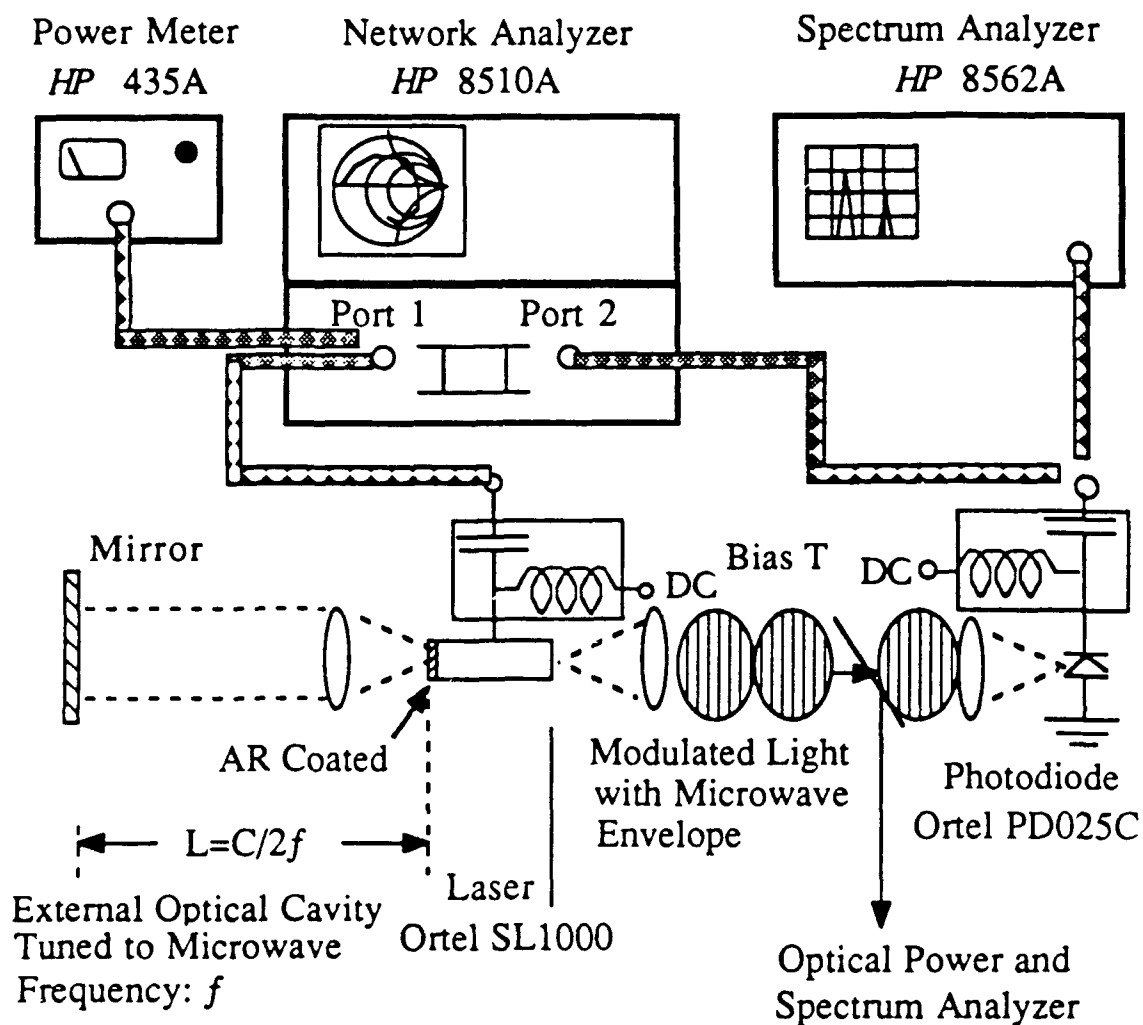 Power Meter
HP 435A
Network Analyzer
HP 8510A
Spectrum Analyzer
HP 8562A
Port 1
Port 2
Mirror
DC
Bias T
DC
AR Coated
Modulated Light
with Microwave
Envelope
Photodiode
Ortel PD025C
L=C/2f
Laser
Ortel SL1000
External Optical Cavity
Tuned to Microwave
Frequency: f
Optical Power and
Spectrum Analyzer